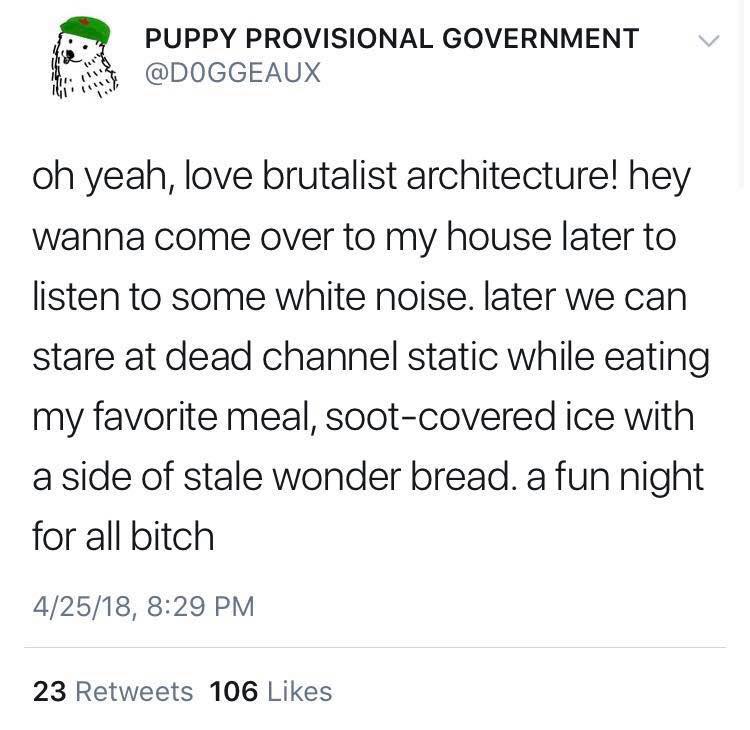 PUPPY PROVISIONAL GOVERNMENT
@D0GGEAUX
oh yeah, love brutalist architecture! hey
wanna come over to my house later to
listen to some white noise. later we can
stare at dead channel static while eating
my favorite meal, soot-covered ice with
a side of stale wonder bread. a fun night
for all bitch
4/25/18, 8:29 PM
23 Retweets 106 Likes